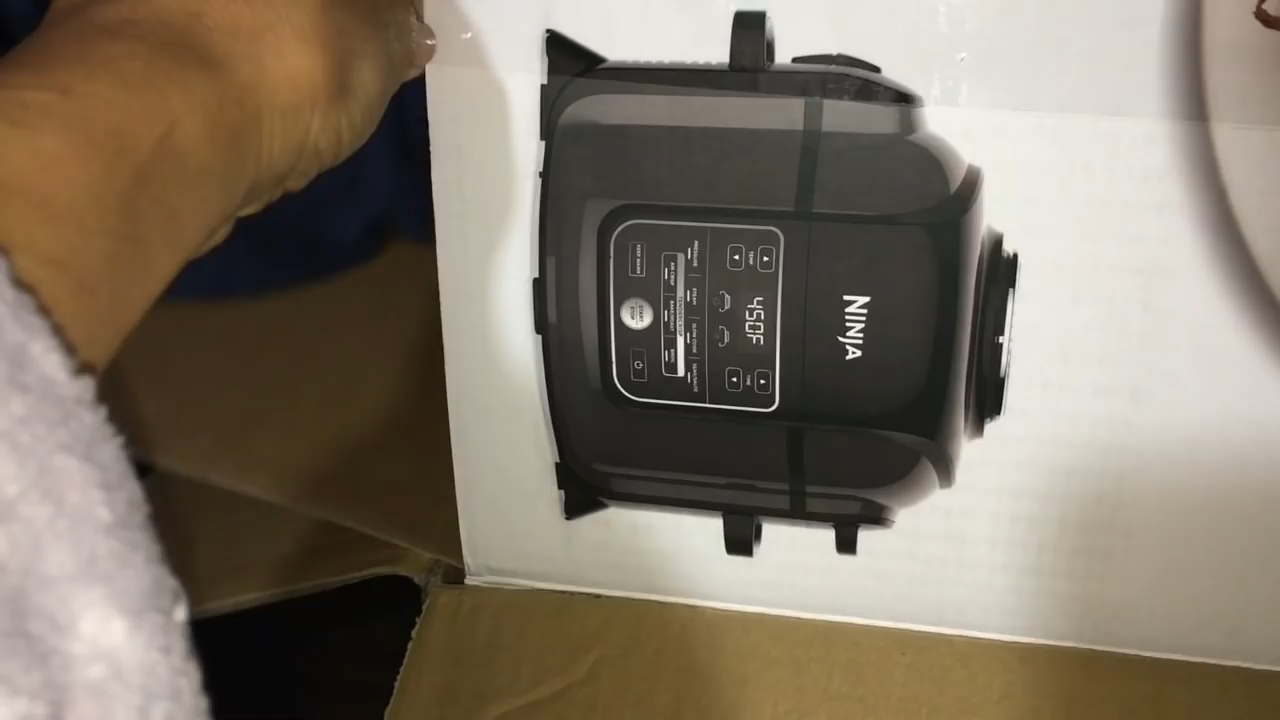 NINJA
TEMP
450F
TIME
PRESSURE
STEAM
SLOW COOK
SEAR/SAUTÉ
TENDERCRISP
AIR CRISP
BAKE/ROAST
BROIL
KEEP WARM
START
STOP